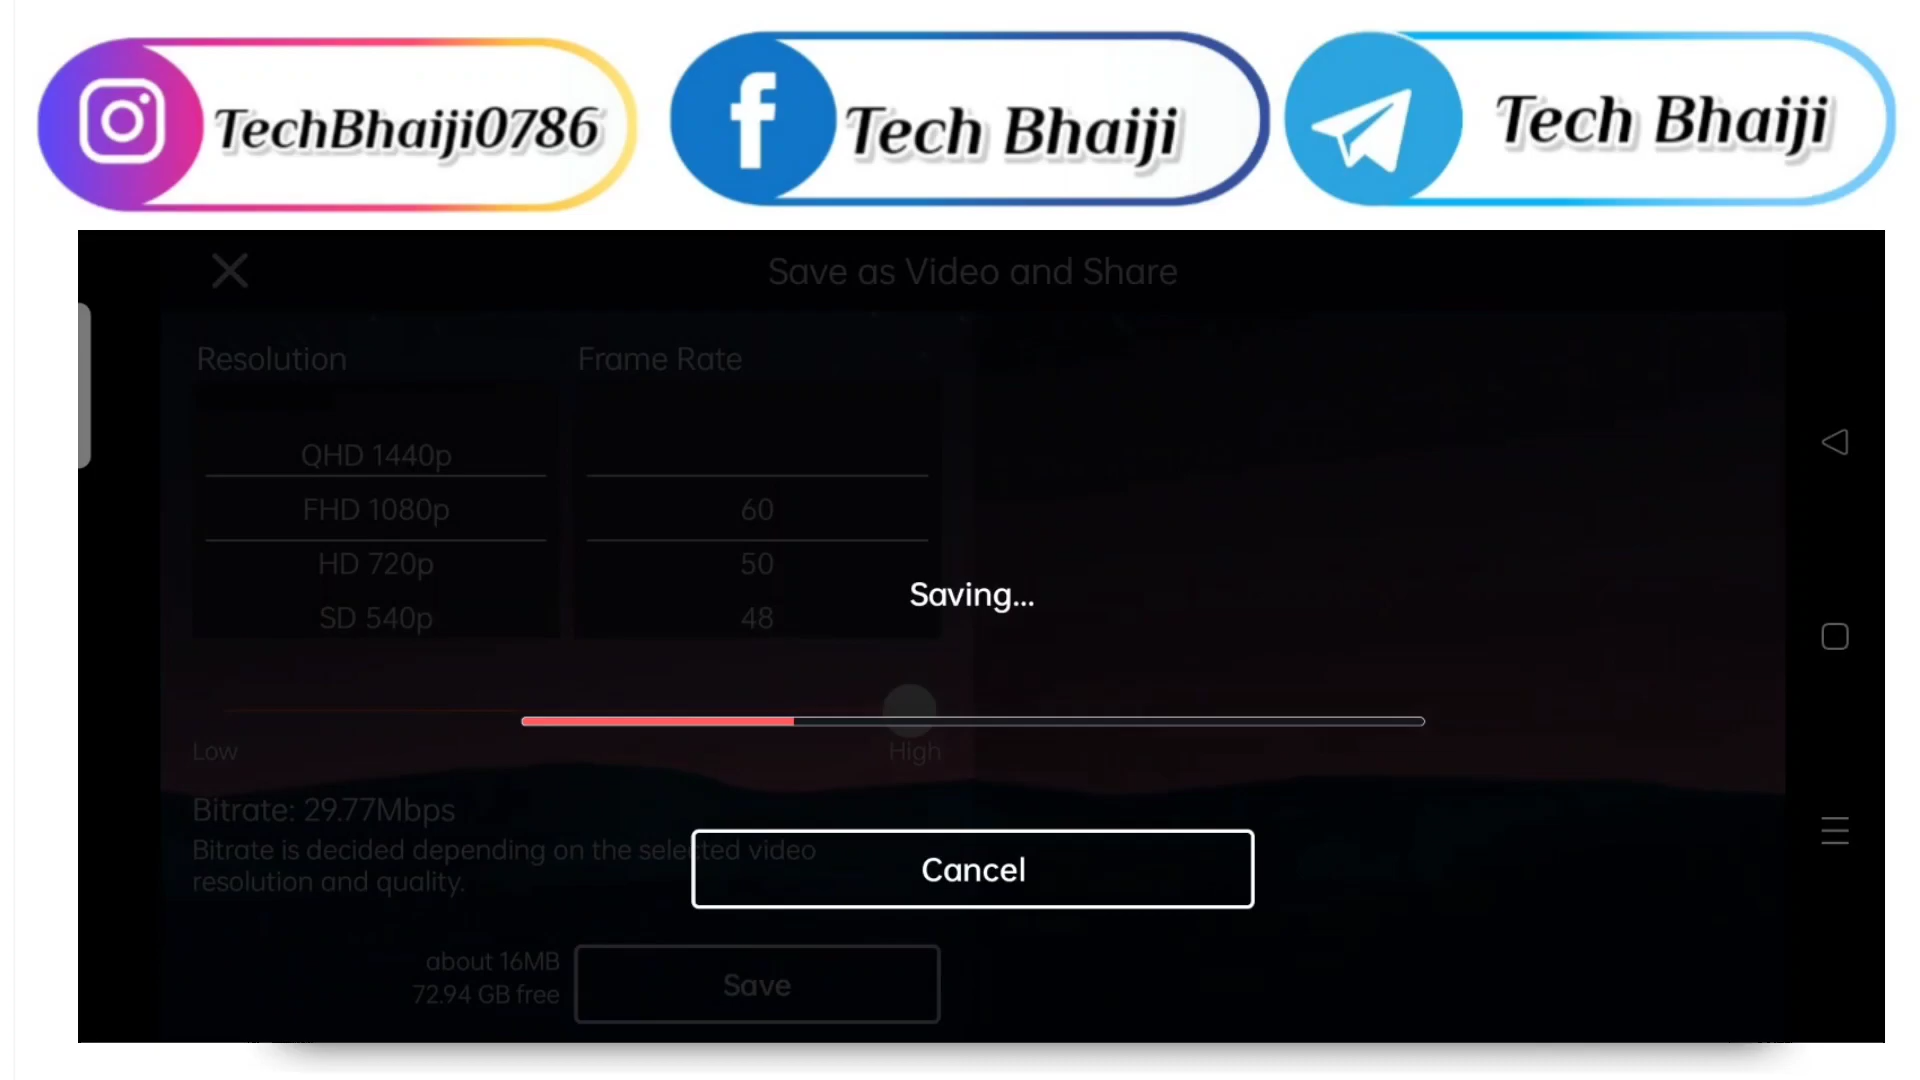 TechBhaiji0786
Tech Bhaiji
Tech Bhaiji
Save as Video and Share
Resolution
Frame Rate
QHD 1440p
FHD 1080p
HD 720p
SD 540p
60
50
48
Saving...
Low
High
Bitrate: 29.77Mbps
Bitrate is decided depending on the selected video
resolution and quality.
Cancel
about 16MB
72.94 GB free
Save